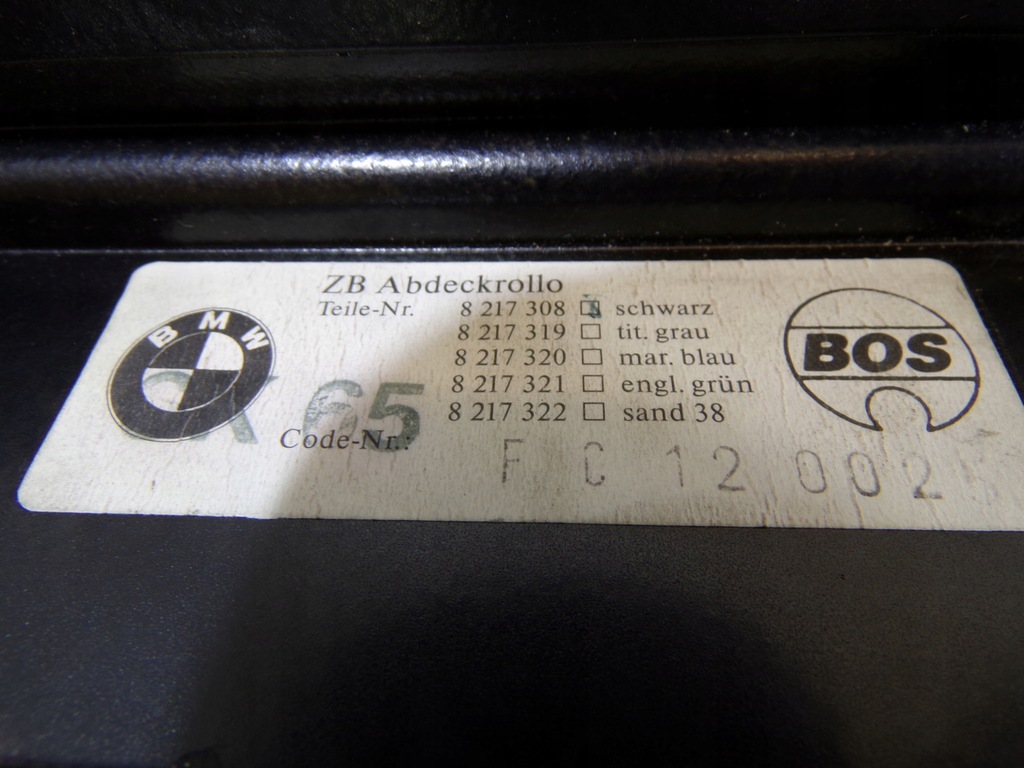 ZB Abdeckrollo
Teile-Nr. 8 217 308 schwarz
8 217 319 tit. grau
8 217 320 mar. blau
8 217 321 engl. grün
8 217 322 sand 38
Code-Nr.:
BMW
65
BOS
F C 12 002